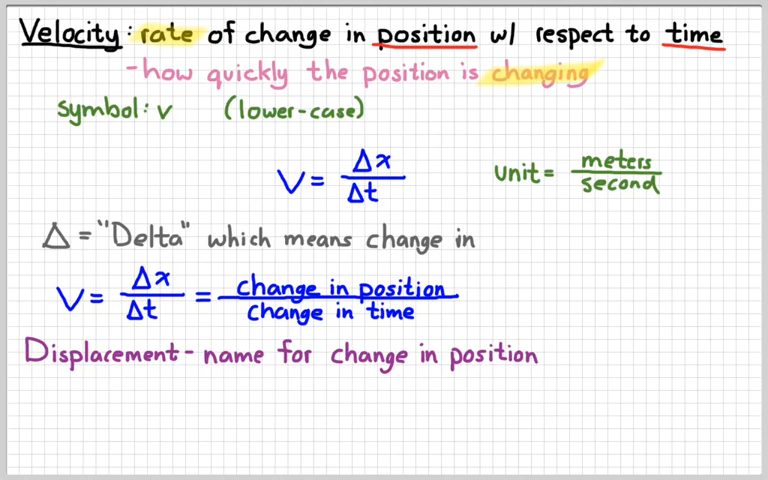 Velocity: rate of change in position w/ respect to time
-how quickly the position is changing
symbol: v (lower-case)
V = Δx/Δt unit = meters/second
Δ = "Delta" which means change in
V = Δx/Δt = change in position/change in time
Displacement - name for change in position